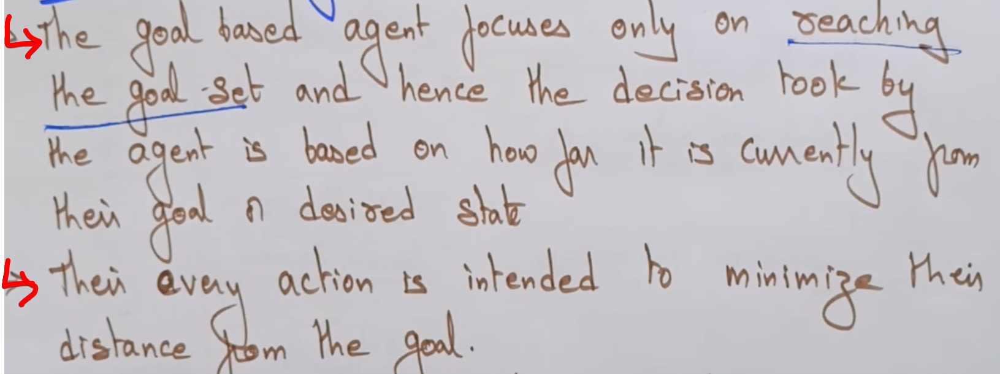 The goal based agent focuses only on reaching
the goal set and hence the decision took by
the agent is based on how far it is currently from
their goal or desired state
Their every action is intended to minimize their
distance from the goal.